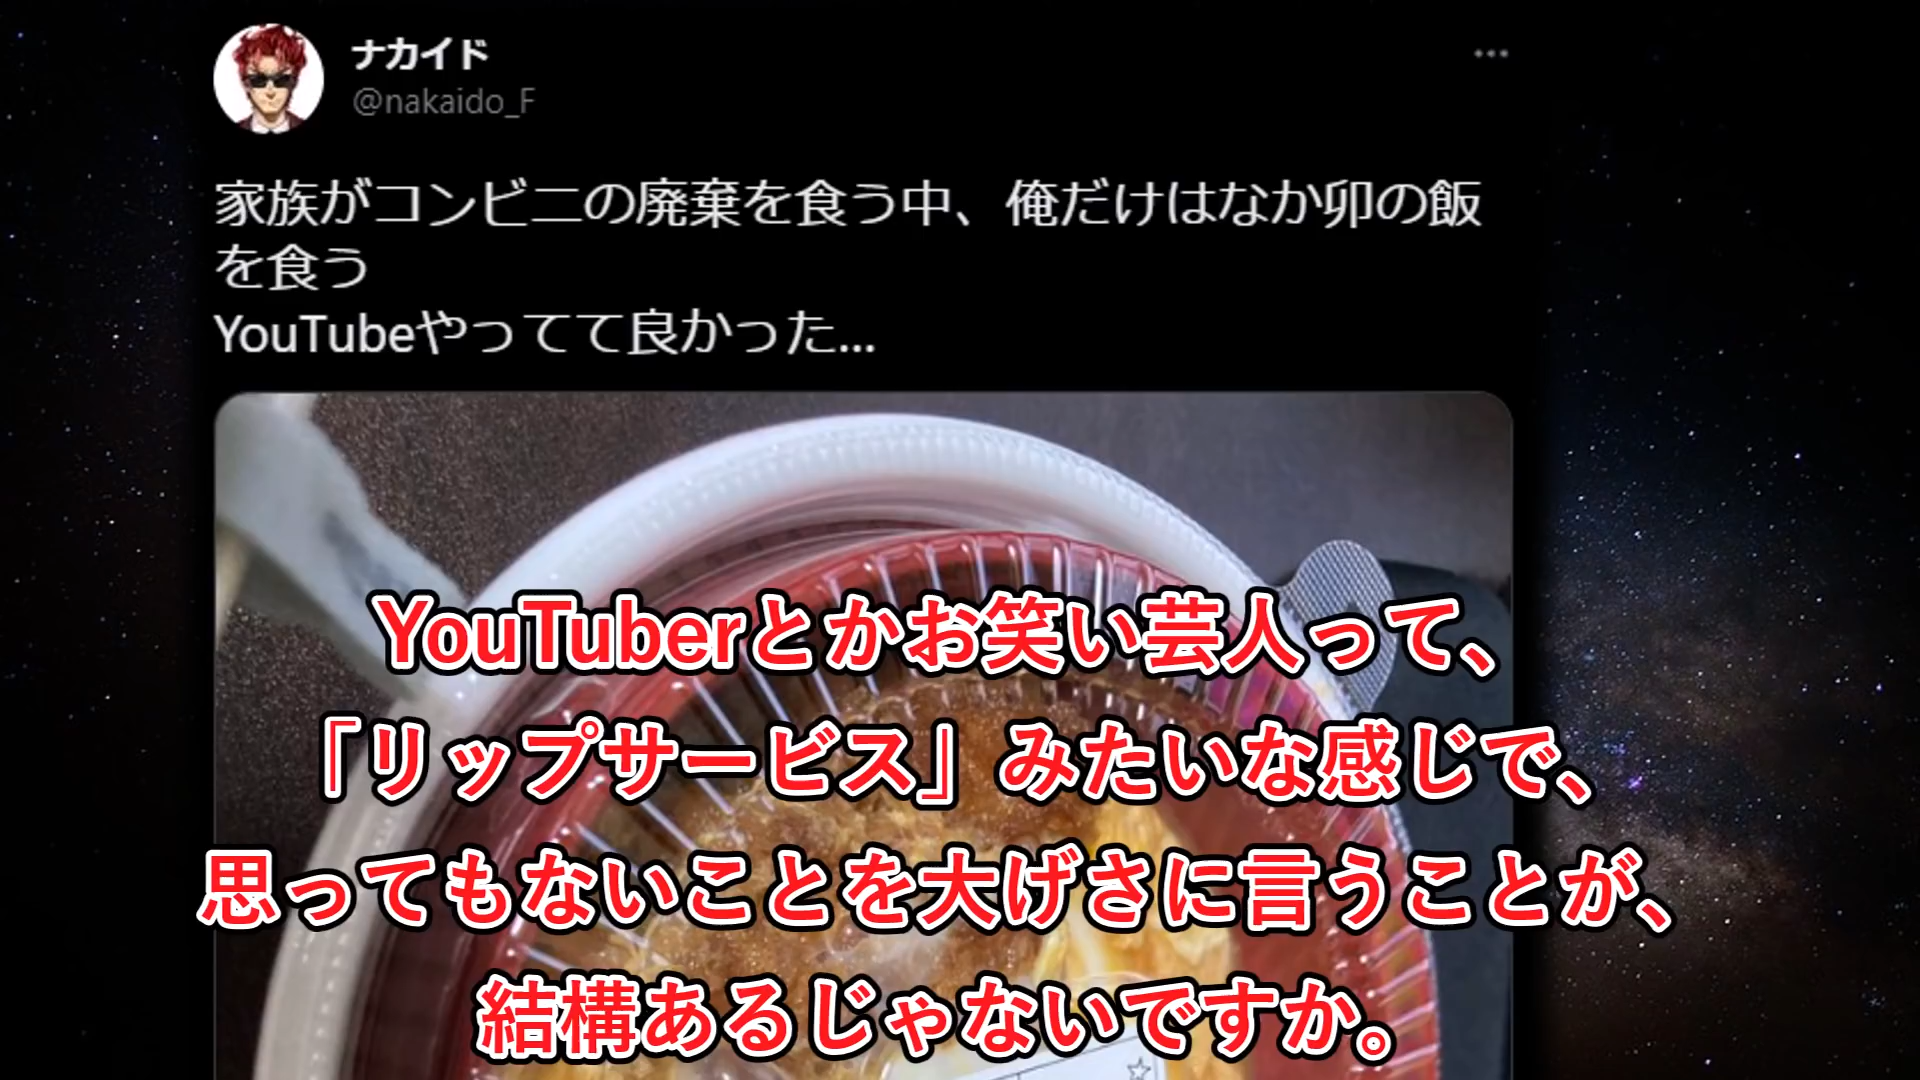 ナカイド
@nakaido_F
家族がコンビニの廃棄を食う中、俺だけはなか卯の飯
を食う
YouTubeやってて良かった...
YouTuberとかお笑い芸人って、
「リップサービス」みたいな感じで、
思ってもないことを大げさに言うことが、
結構あるじゃないですか。